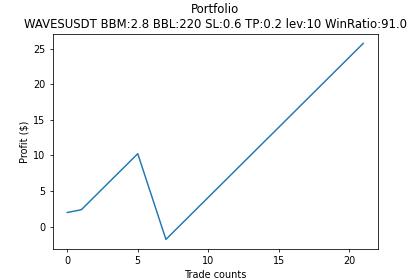 Portfolio
WAVESUSDT BBM:2.8 BBL:220 SL:0.6 TP:0.2 lev:10 WinRatio:91.0
25
20
15
10
5
0
Profit ($)
0 5 10 15 20
Trade counts